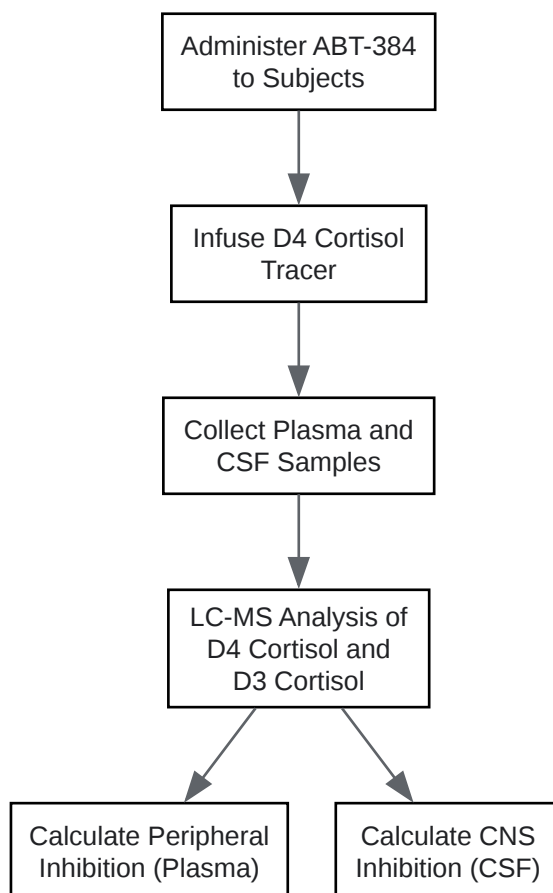 Administer ABT-384
to Subjects
Infuse D4 Cortisol
Tracer
Collect Plasma and
CSF Samples
LC-MS Analysis of
D4 Cortisol and
D3 Cortisol
Calculate Peripheral
Inhibition (Plasma)
Calculate CNS
Inhibition (CSF)